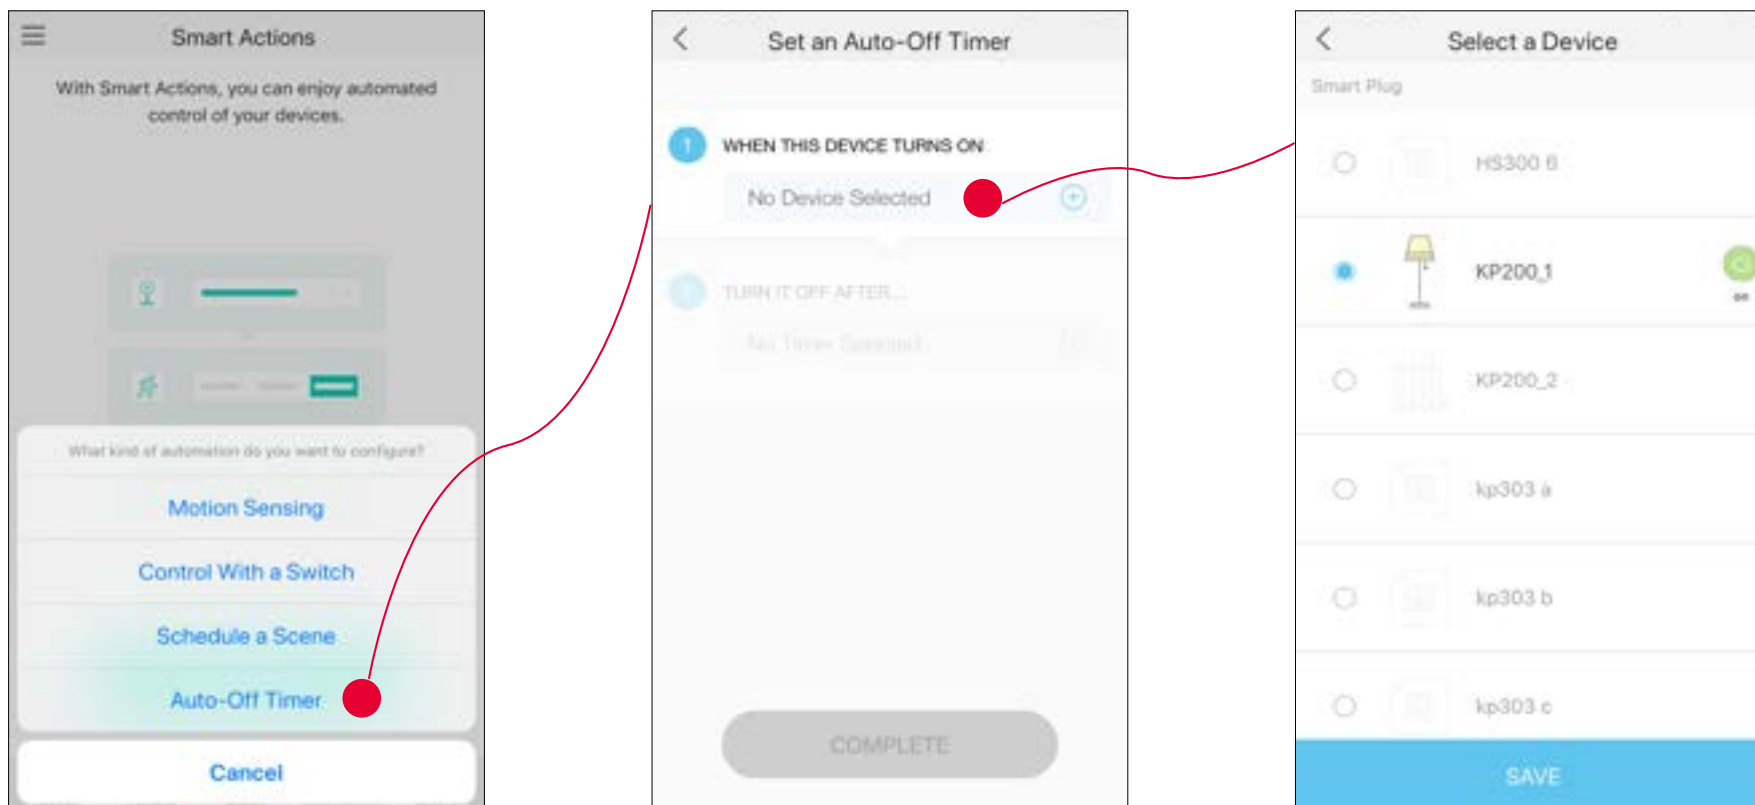 Smart Actions
With Smart Actions, you can enjoy automated
control of your devices.
What kind of automation do you want to configure?
Motion Sensing
Control With a Switch
Schedule a Scene
Auto-Off Timer
Cancel
Set an Auto-Off Timer
1
WHEN THIS DEVICE TURNS ON
No Device Selected
TURN IT OFF AFTER...
No Timer Selected
COMPLETE
Select a Device
Smart Plug
HS300 6
KP200_1
KP200_2
kp303 a
kp303 b
kp303 c
SAVE